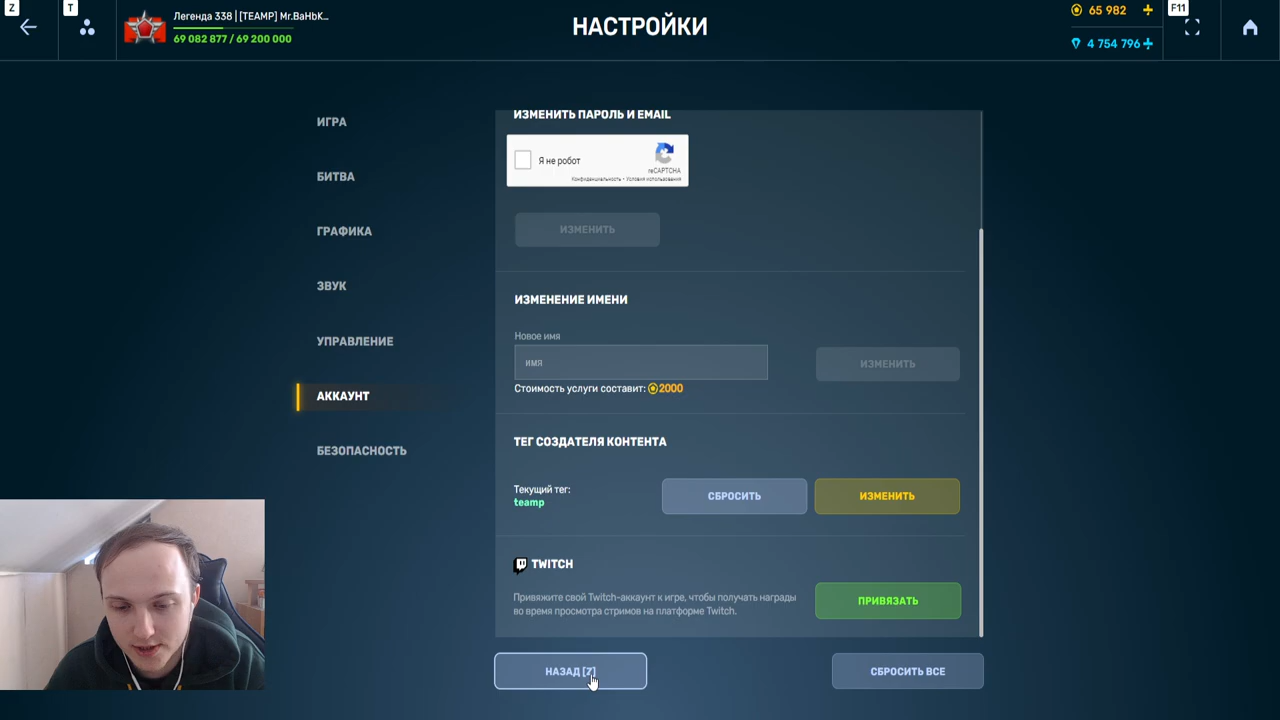 Z
T
Легенда 338 | [TEAMP] Mr.BaHbK...
69 082 877 / 69 200 000
НАСТРОЙКИ
65 982 +
4 754 796 +
F11
ИГРА
БИТВА
ГРАФИКА
ЗВУК
УПРАВЛЕНИЕ
АККАУНТ
БЕЗОПАСНОСТЬ
ИЗМЕНИТЬ ПАРОЛЬ И EMAIL
Я не робот
reCAPTCHA
Конфиденциальность • Условия использования
ИЗМЕНИТЬ
ИЗМЕНЕНИЕ ИМЕНИ
Новое имя
ИМЯ
ИЗМЕНИТЬ
Стоимость услуги составит: 2000
ТЕГ СОЗДАТЕЛЯ КОНТЕНТА
Текущий тег:
teamp
СБРОСИТЬ
ИЗМЕНИТЬ
TWITCH
Привяжите свой Twitch-аккаунт к игре, чтобы получать награды
во время просмотра стримов на платформе Twitch.
ПРИВЯЗАТЬ
НАЗАД [Z]
СБРОСИТЬ ВСЕ